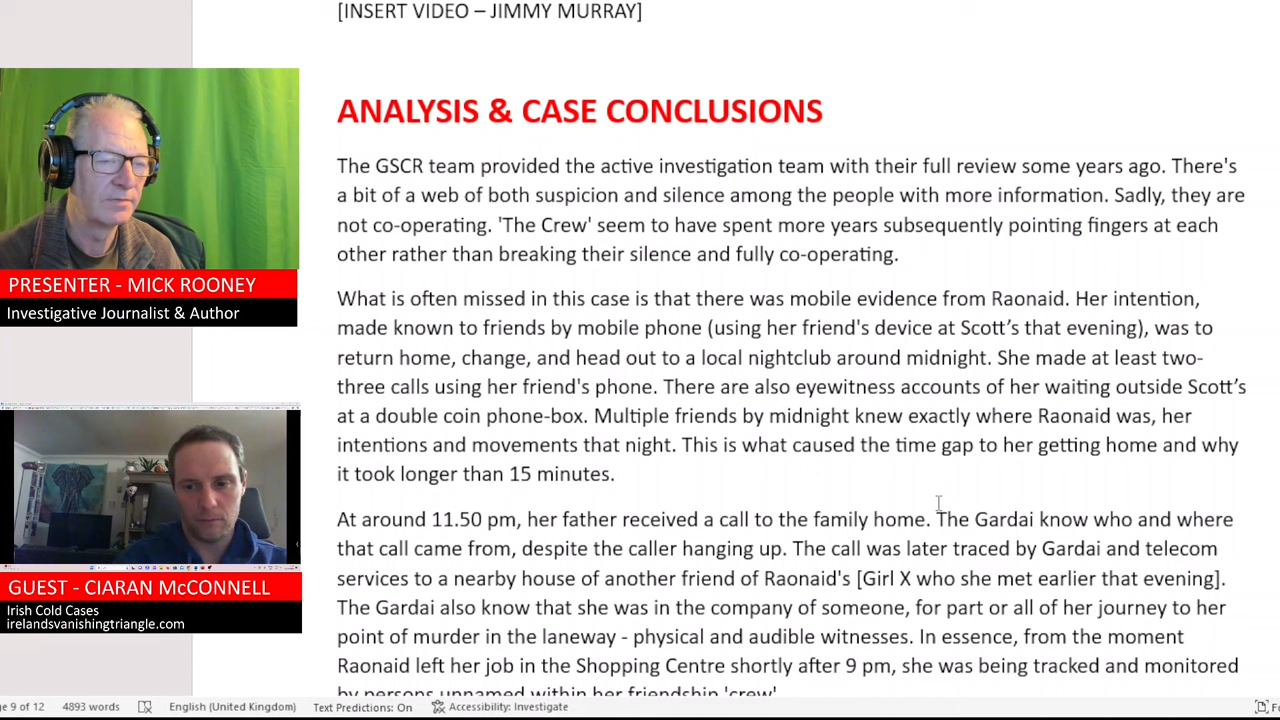 [INSERT VIDEO – JIMMY MURRAY]
ANALYSIS & CASE CONCLUSIONS
The GSCR team provided the active investigation team with their full review some years ago. There's
a bit of a web of both suspicion and silence among the people with more information. Sadly, they are
not co-operating. 'The Crew' seem to have spent more years subsequently pointing fingers at each
other rather than breaking their silence and fully co-operating.
What is often missed in this case is that there was mobile evidence from Raonaid. Her intention,
made known to friends by mobile phone (using her friend's device at Scott’s that evening), was to
return home, change, and head out to a local nightclub around midnight. She made at least two-
three calls using her friend's phone. There are also eyewitness accounts of her waiting outside Scott’s
at a double coin phone-box. Multiple friends by midnight knew exactly where Raonaid was, her
intentions and movements that night. This is what caused the time gap to her getting home and why
it took longer than 15 minutes.
At around 11.50 pm, her father received a call to the family home. The Gardai know who and where
that call came from, despite the caller hanging up. The call was later traced by Gardai and telecom
services to a nearby house of another friend of Raonaid's [Girl X who she met earlier that evening].
The Gardai also know that she was in the company of someone, for part or all of her journey to her
point of murder in the laneway - physical and audible witnesses. In essence, from the moment
Raonaid left her job in the Shopping Centre shortly after 9 pm, she was being tracked and monitored
by persons unnamed within her friendship 'crew'.
PRESENTER - MICK ROONEY
Investigative Journalist & Author
GUEST - CIARAN McCONNELL
Irish Cold Cases
irelandsvanishingtriangle.com
ge 9 of 12 4893 words English (United Kingdom) Text Predictions: On Accessibility: Investigate